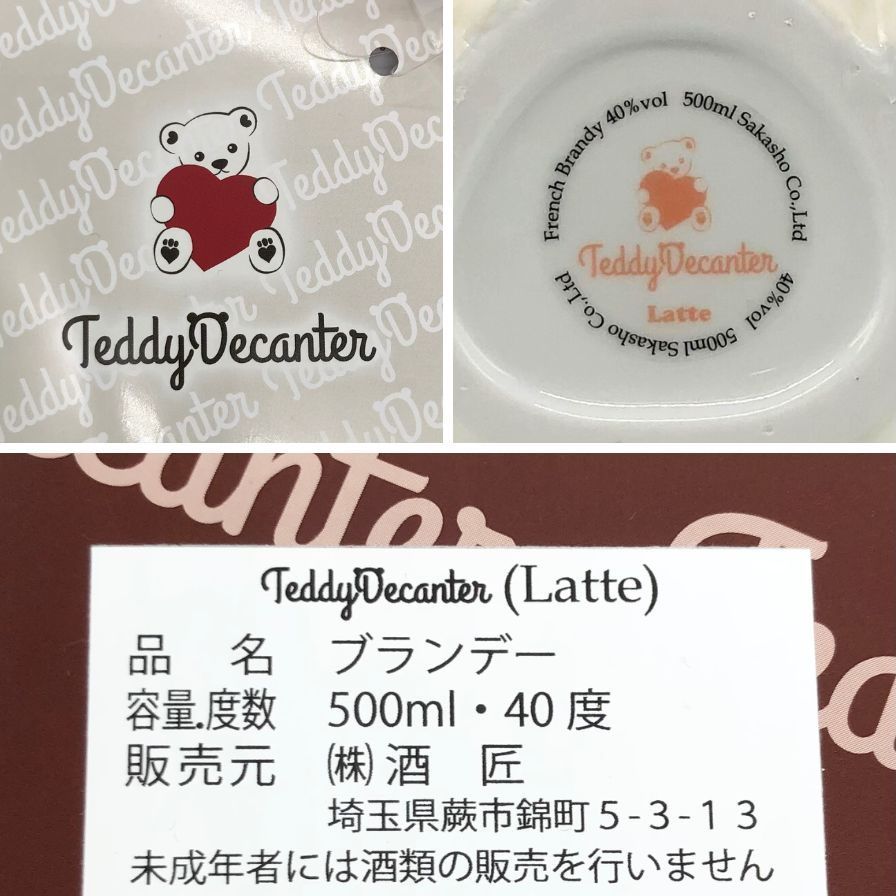 TeddyDecanter
French Brandy 40%vol 500ml Sakasho Co.,Ltd
TeddyDecanter
Latte
40%vol 500ml Sakasho Co.,Ltd
TeddyDecanter (Latte)
品 名 ブランデー
容量.度数 500ml・40度
販売元 ㈱酒 匠
埼玉県蕨市錦町5-3-13
未成年者には酒類の販売を行いません